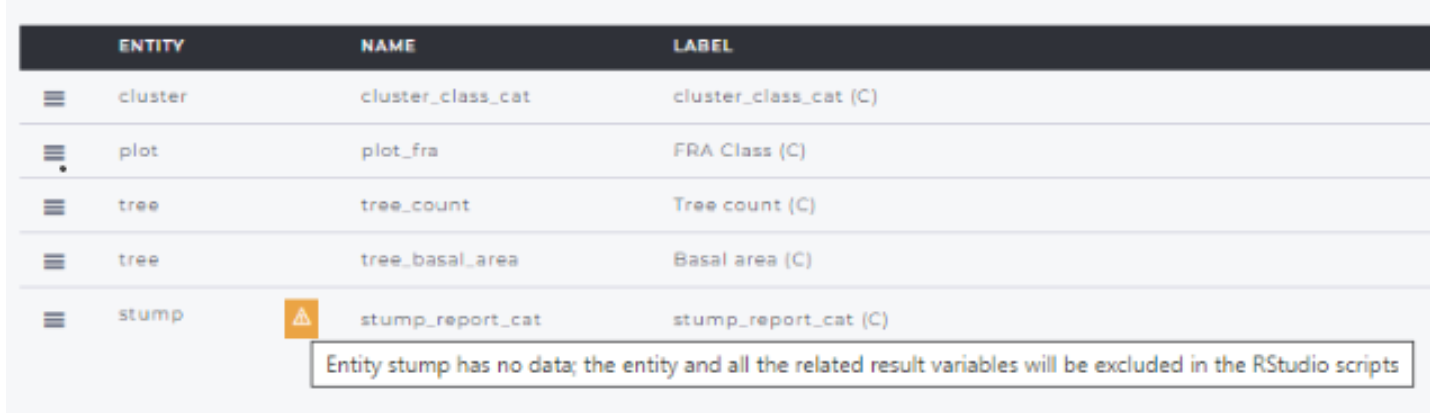 ENTITY NAME LABEL
cluster cluster_class_cat cluster_class_cat (C)
plot plot_fra FRA Class (C)
tree tree_count Tree count (C)
tree tree_basal_area Basal area (C)
stump stump_report_cat stump_report_cat (C)
Entity stump has no data; the entity and all the related result variables will be excluded in the RStudio scripts